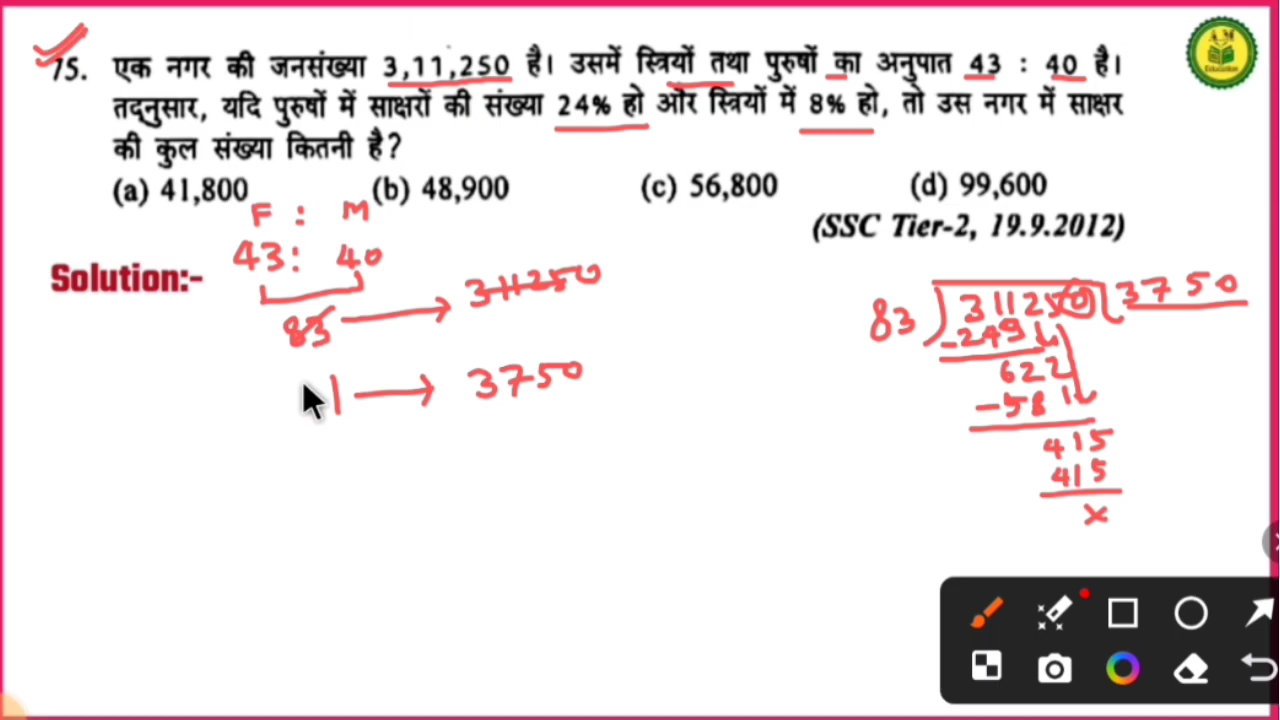 75. एक नगर की जनसंख्या 3,11,250 है। उसमें स्त्रियों तथा पुरुषों का अनुपात 43 : 40 है।
तद्नुसार, यदि पुरुषों में साक्षरों की संख्या 24% हो और स्त्रियों में 8% हो, तो उस नगर में साक्षर
की कुल संख्या कितनी है?
(a) 41,800 (b) 48,900 (c) 56,800 (d) 99,600
(SSC Tier-2, 19.9.2012)
F : M
Solution:- 43 : 40
83 → 311250
1 → 3750
83 ) 311250 ( 3750
-249
622
-581
415
415
x